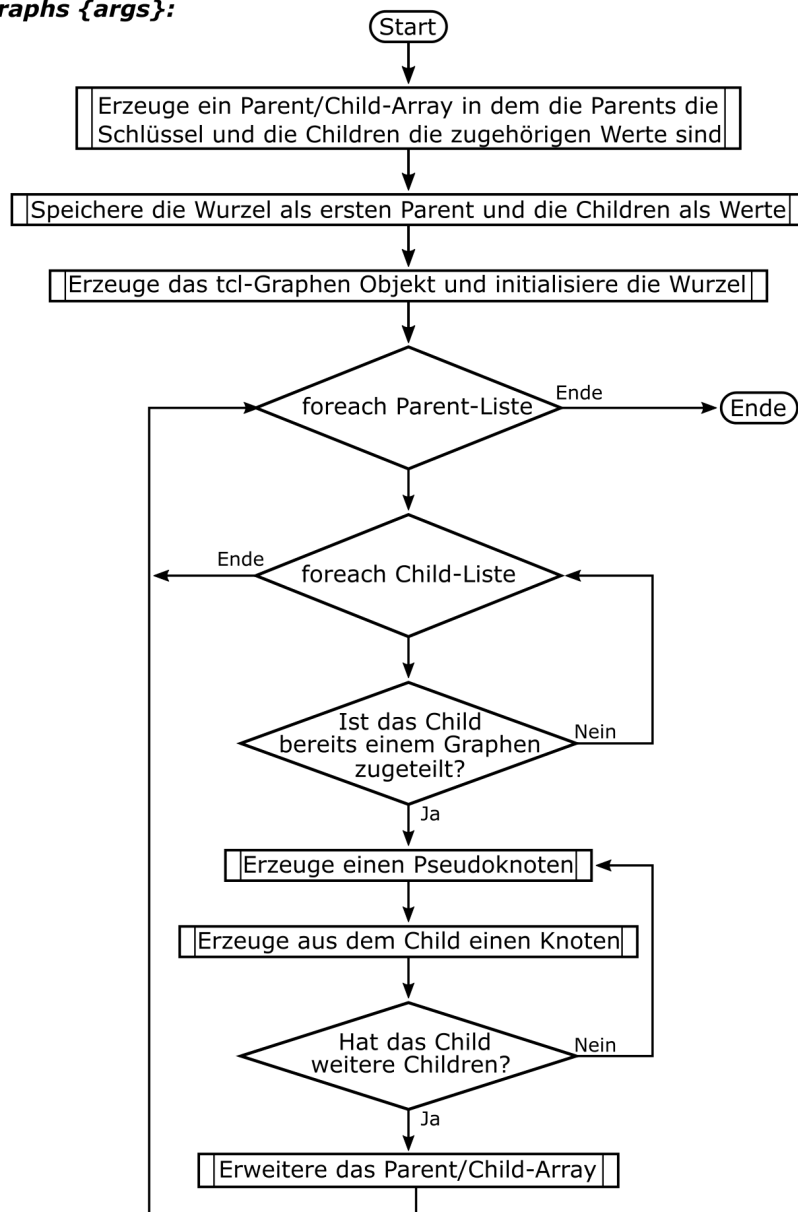 raphs {args}:
Start
Erzeuge ein Parent/Child-Array in dem die Parents die
Schlüssel und die Children die zugehörigen Werte sind
Speichere die Wurzel als ersten Parent und die Children als Werte
Erzeuge das tcl-Graphen Objekt und initialisiere die Wurzel
foreach Parent-Liste
Ende
Ende
Ende
foreach Child-Liste
Ist das Child
bereits einem Graphen
zugeteilt?
Nein
Ja
Erzeuge einen Pseudoknoten
Erzeuge aus dem Child einen Knoten
Hat das Child
weitere Children?
Nein
Ja
Erweitere das Parent/Child-Array